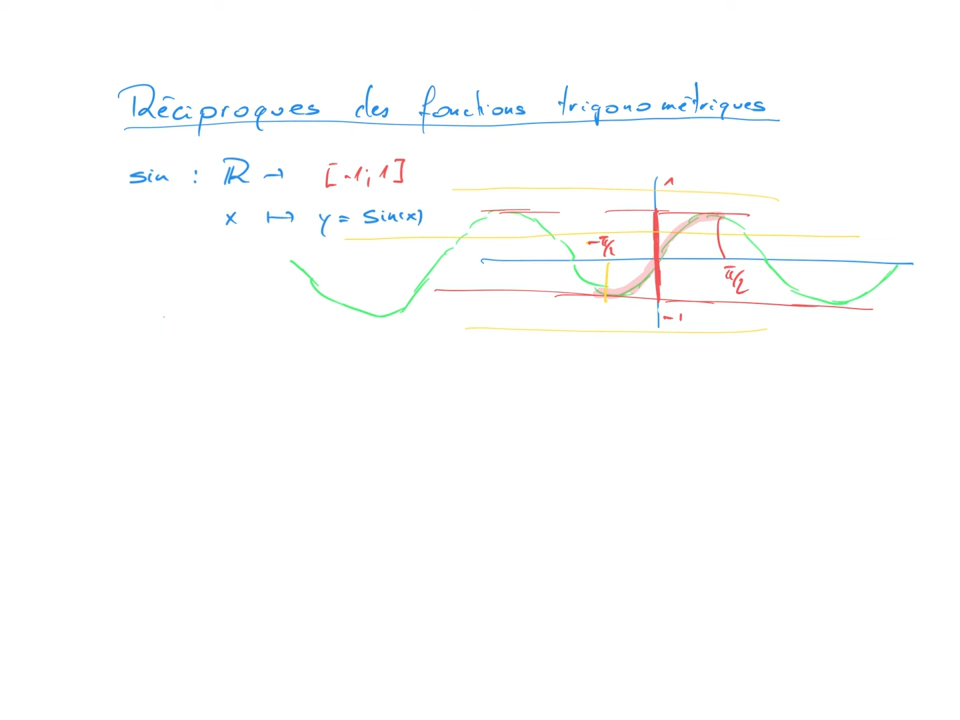 Réciproques des fonctions trigonométriques
sin : ℝ → [-1; 1]
x ↦ y = sin(x)
1
-π/2
π/2
-1